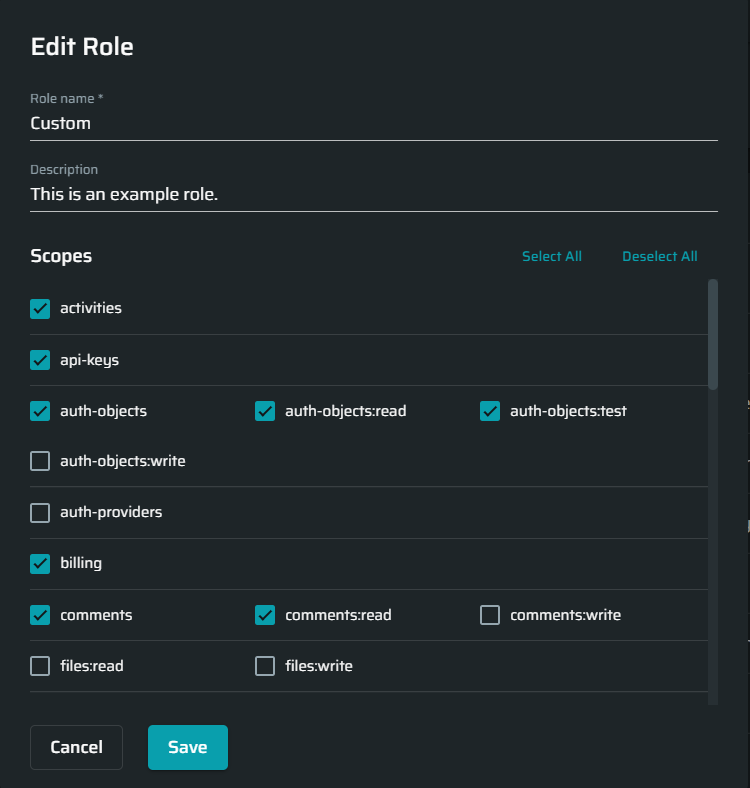 Edit Role
Role name *
Custom
Description
This is an example role.
Scopes Select All Deselect All
activities
api-keys
auth-objects auth-objects:read auth-objects:test
auth-objects:write
auth-providers
billing
comments comments:read comments:write
files:read files:write
Cancel Save